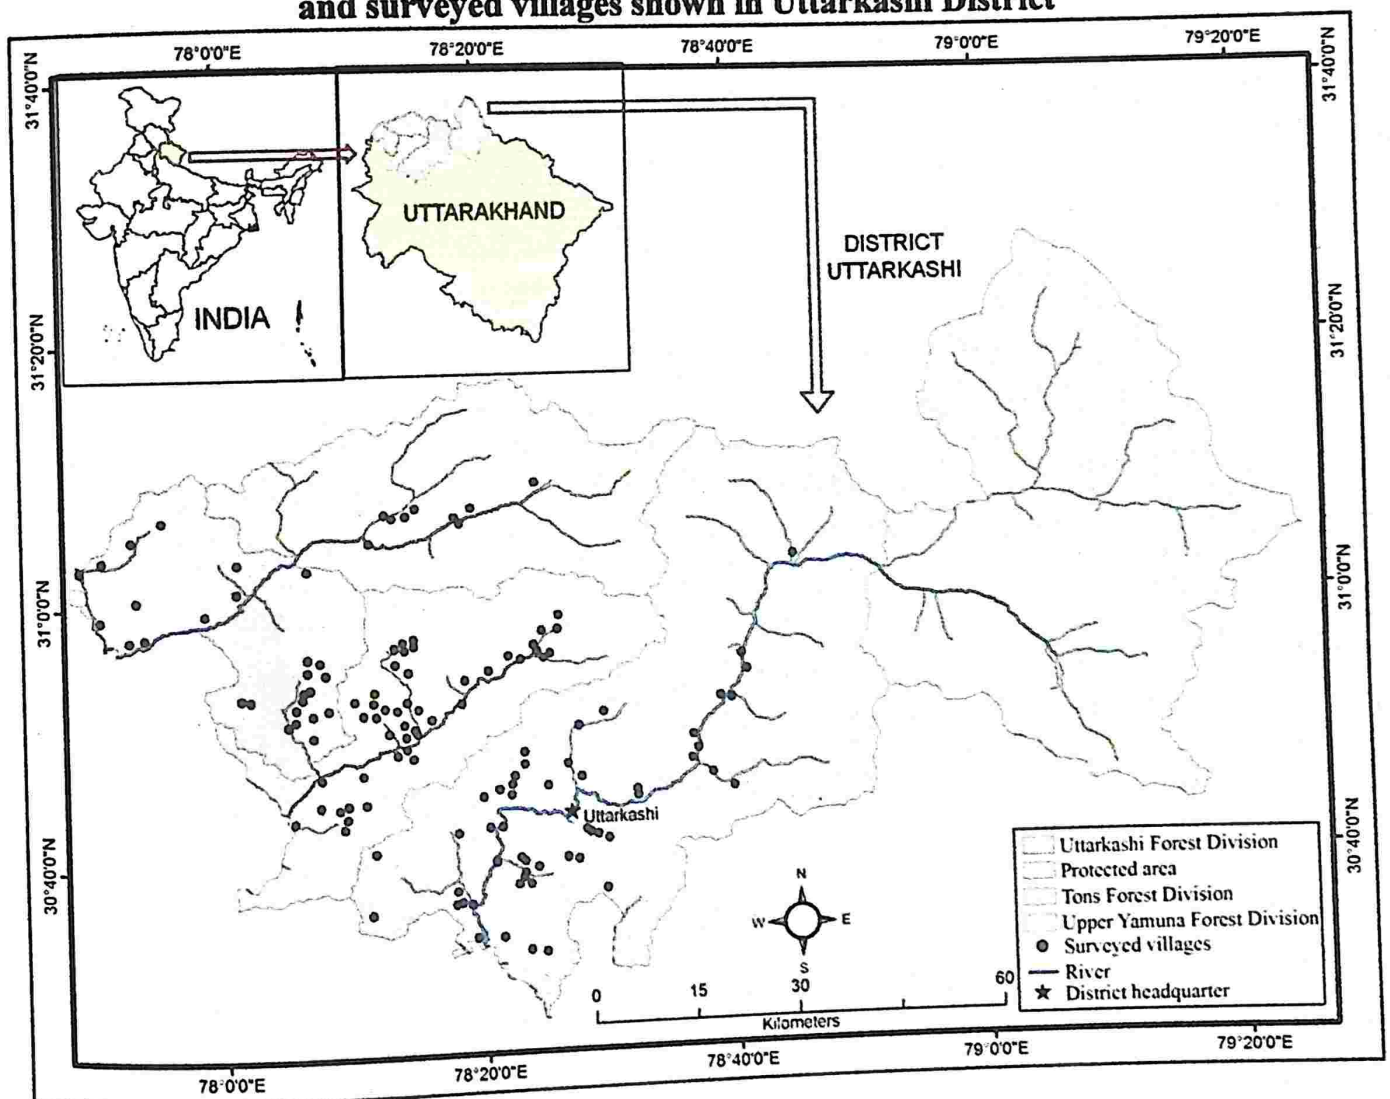 and surveyed villages shown in Uttarkashi District
78°0'0"E
78°20'0"E
78°40'0"E
79°0'0"E
79°20'0"E
31°40'0"N
31°40'0"N
UTTARAKHAND
INDIA
DISTRICT
UTTARKASHI
31°20'0"N
31°20'0"N
31°0'0"N
31°0'0"N
Uttarkashi
30°40'0"N
30°40'0"N
Uttarkashi Forest Division
Protected area
Tons Forest Division
Upper Yamuna Forest Division
Surveyed villages
River
District headquarter
N
W
E
S
0
15
30
60
Kilometers
78°0'0"E
78°20'0"E
78°40'0"E
79°0'0"E
79°20'0"E